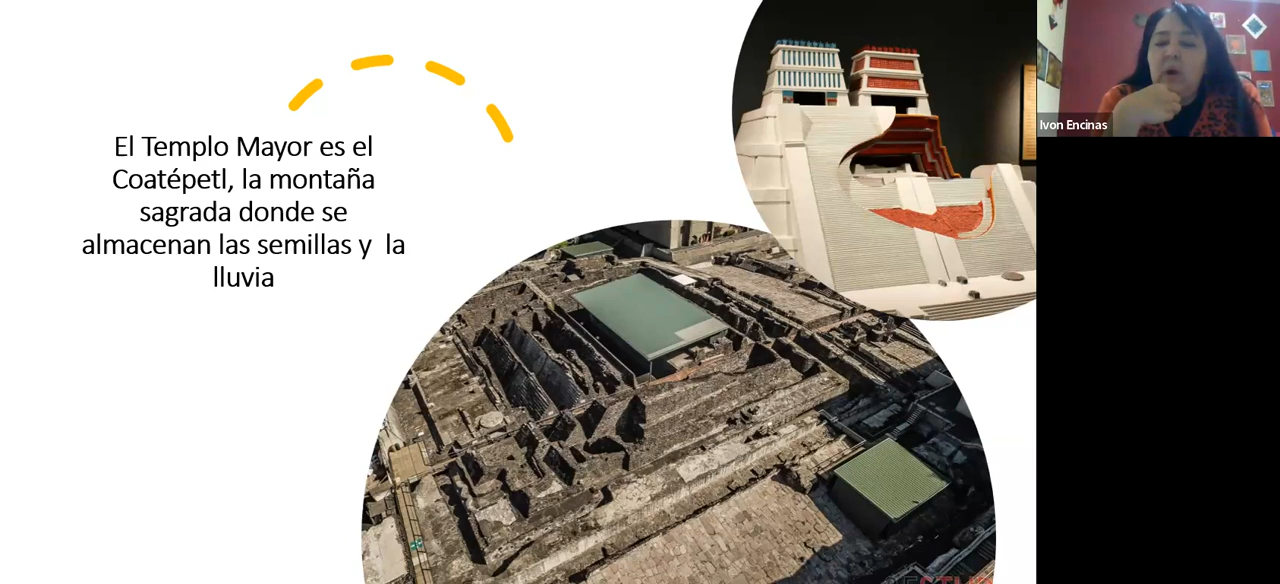 El Templo Mayor es el
Coatépetl, la montaña
sagrada donde se
almacenan las semillas y  la
lluvia
Ivon Encinas